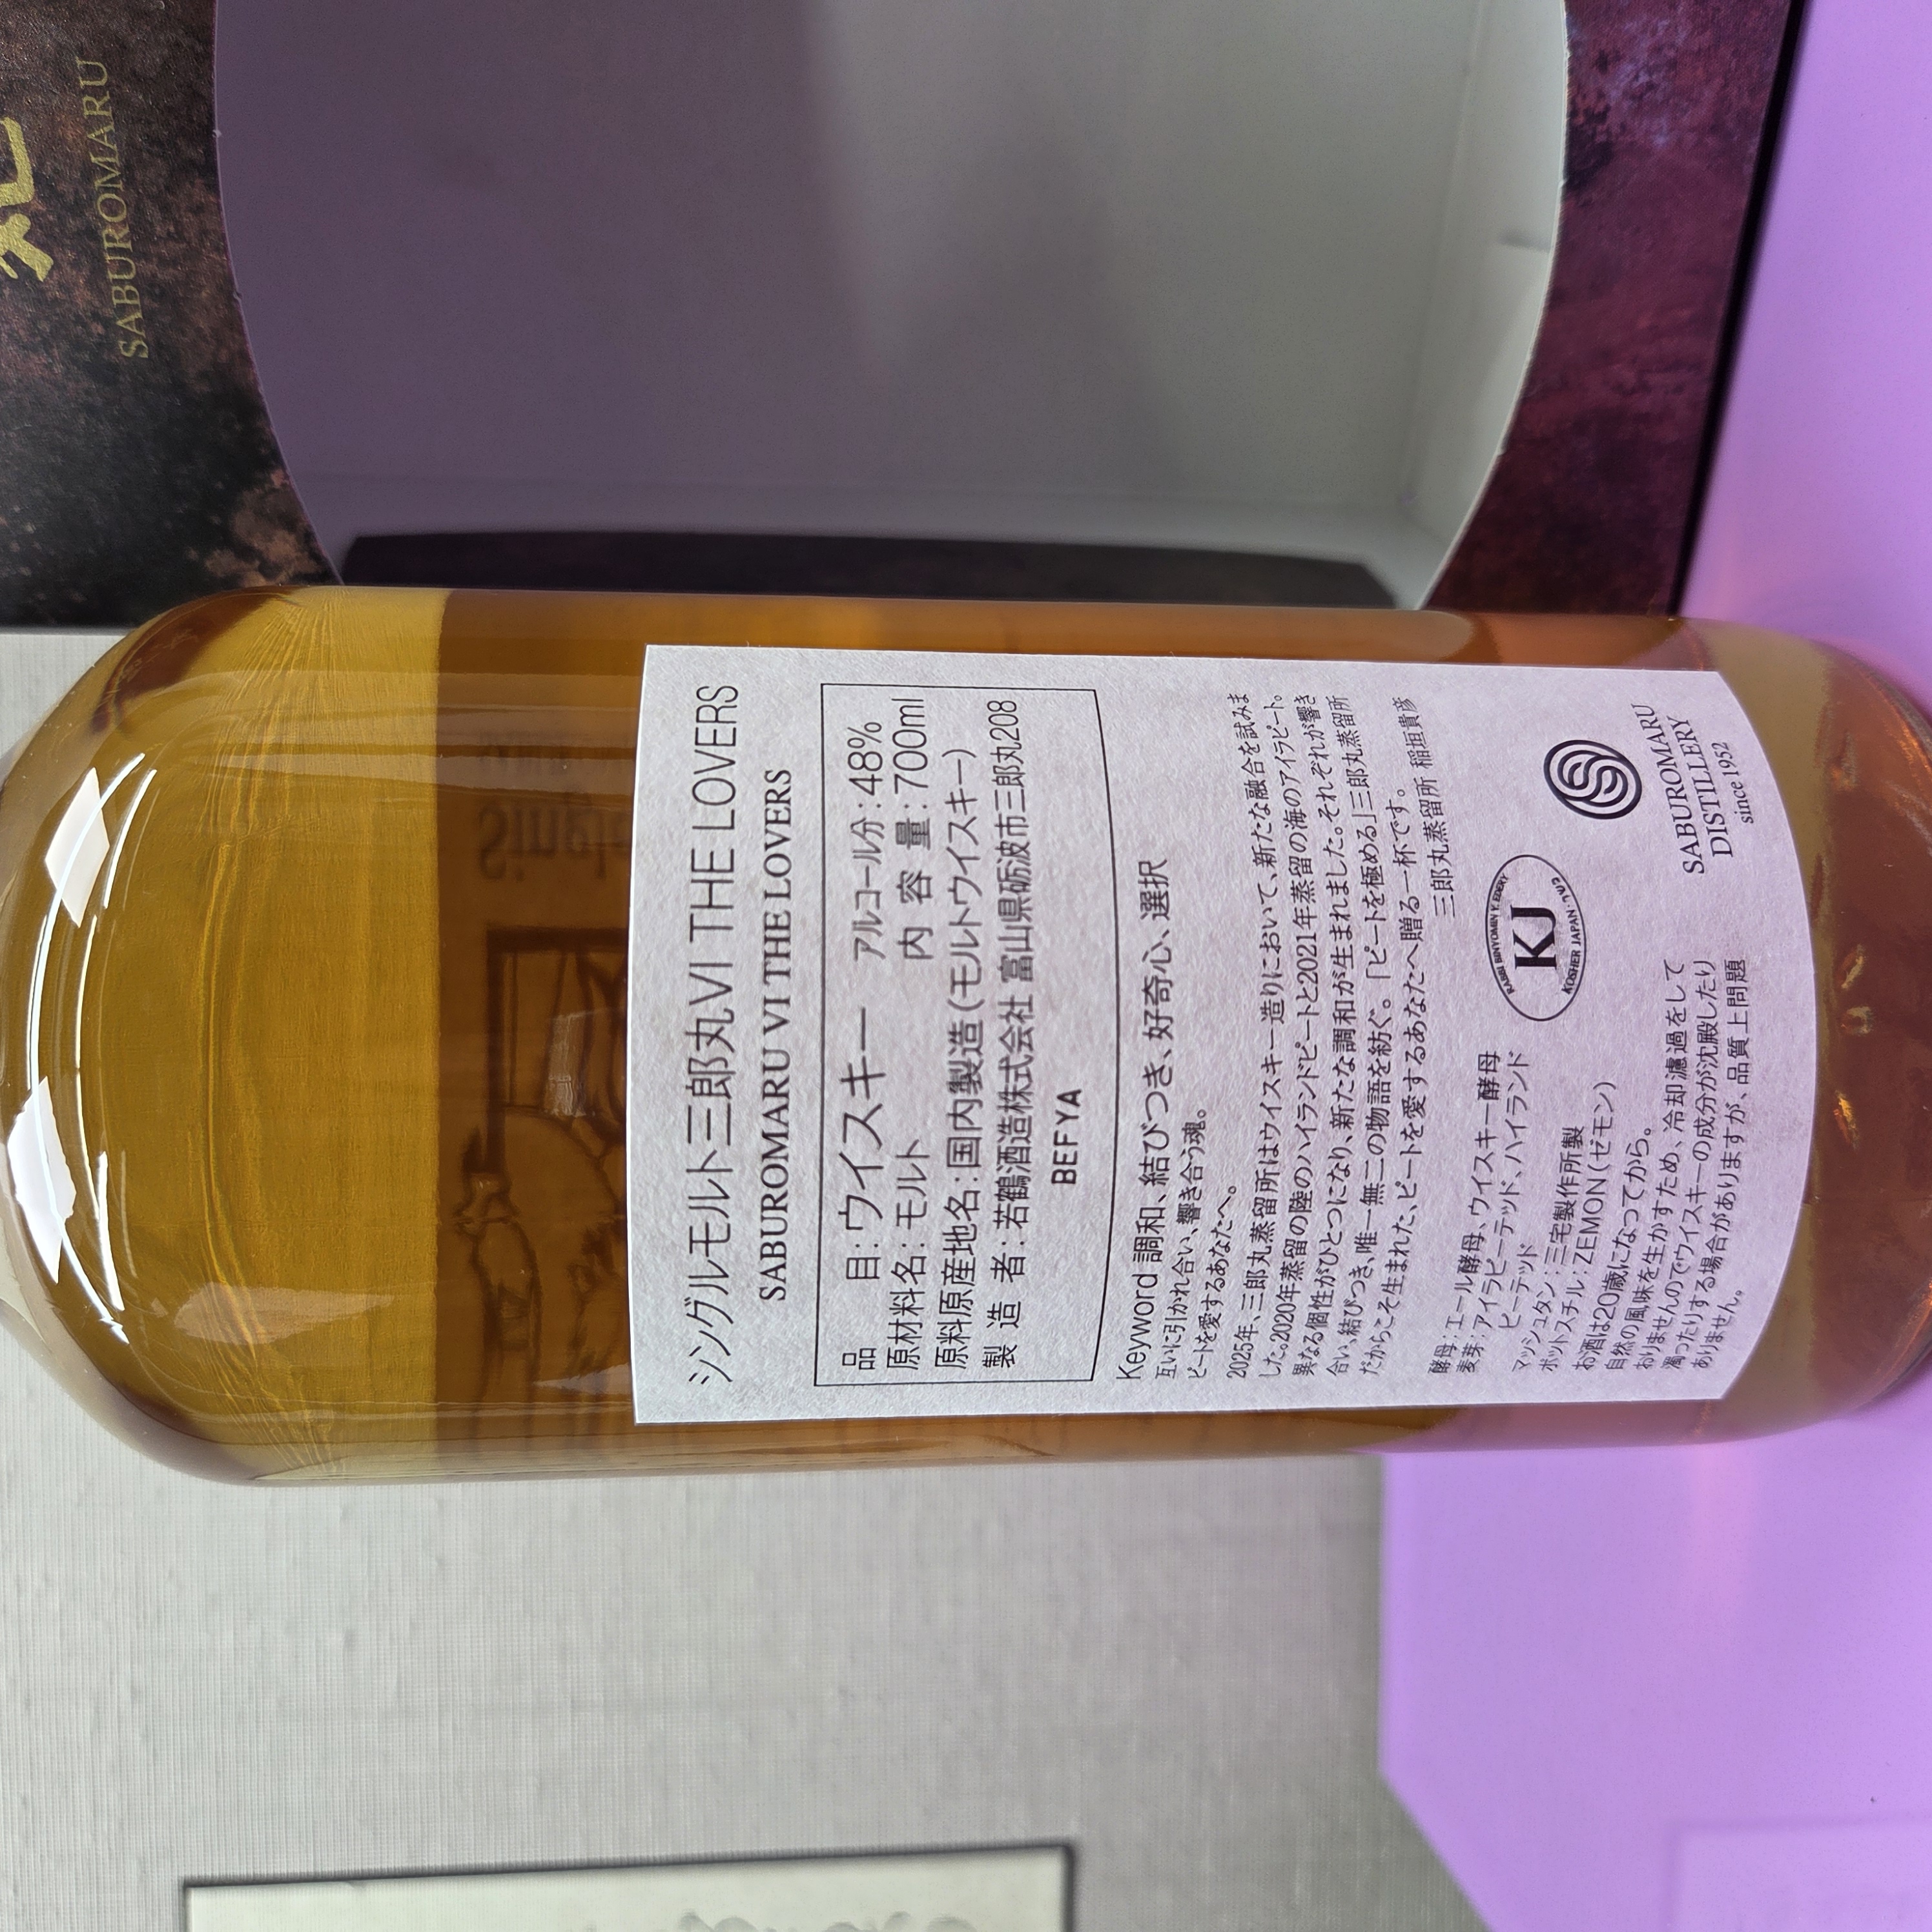 丸
SABUROMARU
シングルモルト三郎丸VI THE LOVERS
SABUROMARU VI THE LOVERS
品 目:ウイスキー アルコール分:48%
原材料名:モルト 内容量:700ml
原料原産地名:国内製造(モルトウイスキー)
製造者:若鶴酒造株式会社 富山県砺波市三郎丸208
BEFYA
Keyword 調和、結びつき、好奇心、選択
互いに引かれ合い、響き合う魂。
ピートを愛するあなたへ。
2025年、三郎丸蒸留所はウイスキー造りにおいて、新たな融合を試みま
した。2020年蒸留の陸のハイランドピートと2021年蒸留の海のアイラピート。
異なる個性がひとつになり、新たな調和が生まれました。それぞれが響き
合い、結びつき、唯一無二の物語を紡ぐ。「ピートを極める」三郎丸蒸留所
だからこそ生まれた、ピートを愛するあなたへ贈る一杯です。
三郎丸蒸留所 稲垣貴彦
酵母:エール酵母、ウイスキー酵母
麦芽:アイラピーテッド、ハイランド
ピーテッド
マッシュタン:三宅製作所製
ポットスチル:ZEMON(ゼモン)
お酒は20歳になってから。
自然の風味を生かすため、冷却濾過をして
おりませんのでウイスキーの成分が沈殿したり
濁ったりする場合がありますが、品質上問題
ありません。
RABBI BINYOMIN Y. EDERY
KJ
KOSHER JAPAN
SABUROMARU
DISTILLERY
since 1952